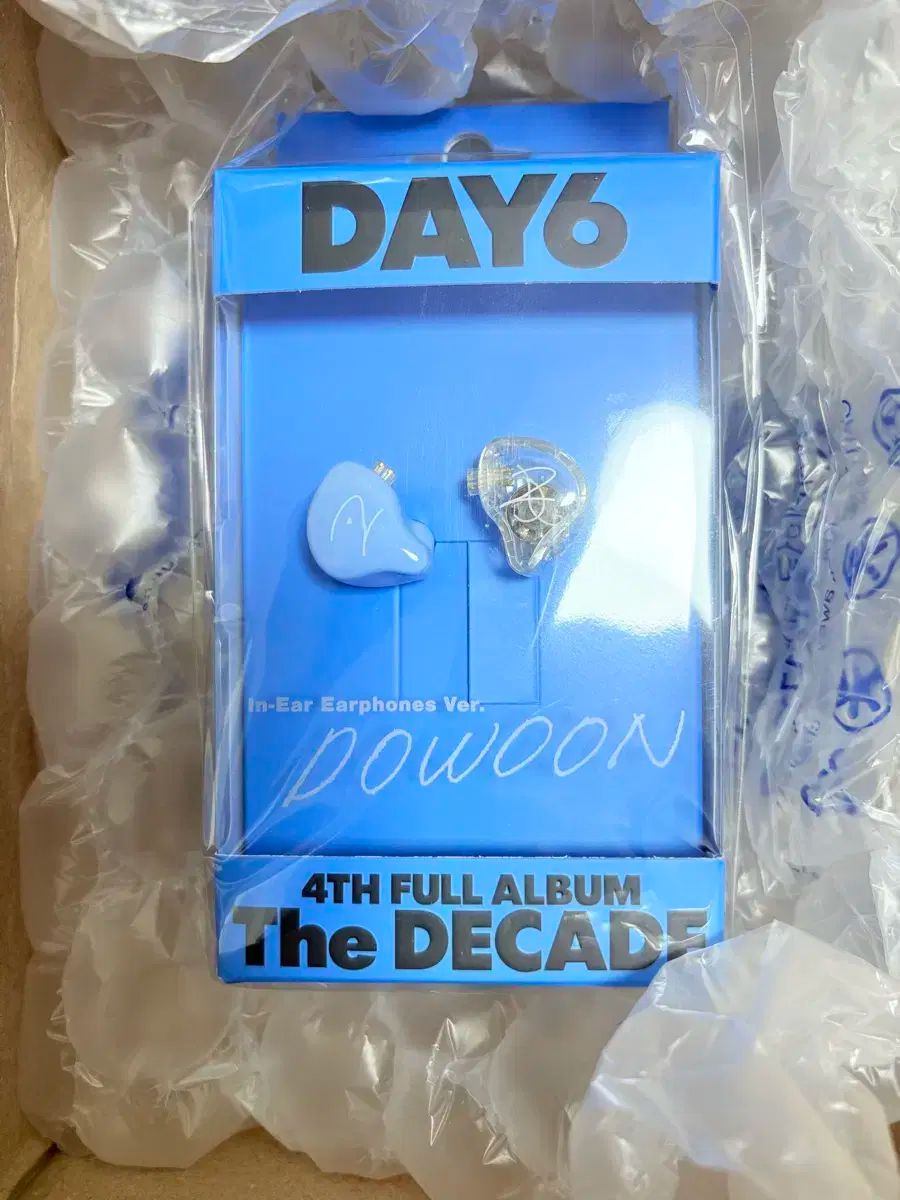 DAY6
In-Ear Earphones Ver.
DOWOON
4TH FULL ALBUM
The DECADE